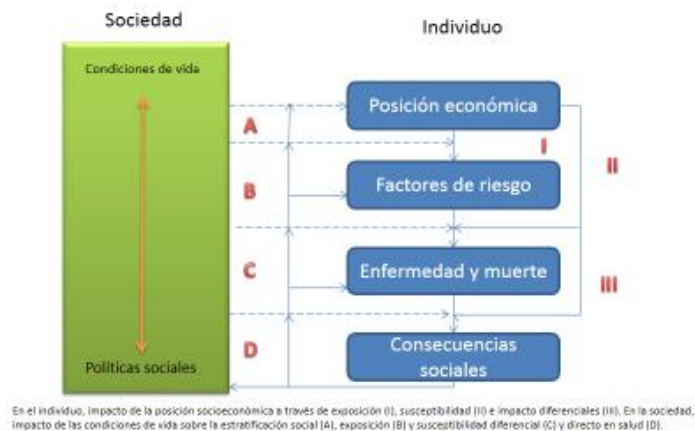 Sociedad
Individuo
Condiciones de vida
Posición económica
A
I
II
Factores de riesgo
B
Enfermedad y muerte
C
III
Consecuencias
sociales
D
Políticas sociales
En el individuo, impacto de la posición socioeconómica a través de exposición (I), susceptibilidad (II) e impacto diferenciales (III). En la sociedad,
impacto de las condiciones de vida sobre la estratificación social (A), exposición (B) y susceptibilidad diferencial (C) y directo en salud (D).